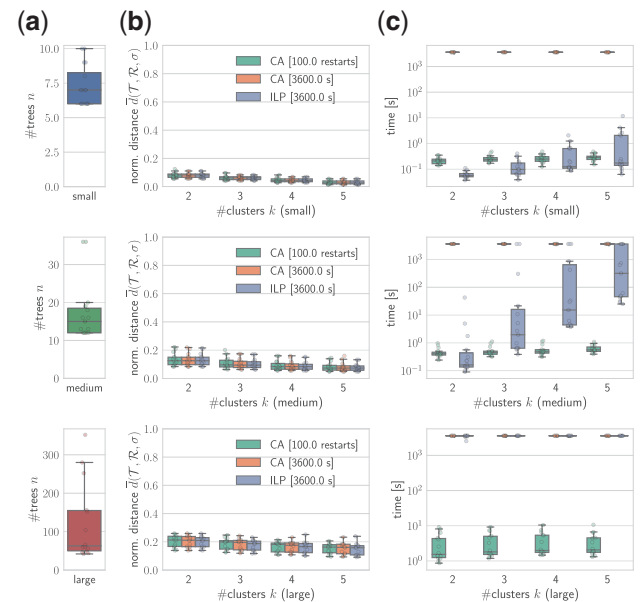 (a) (b) (c)
10.0
7.5
5.0
2.5
0.0
#trees n
small
1.0
0.8
0.6
0.4
0.2
0.0
norm. distance d̅(𝒯, ℛ, σ)
CA [100.0 restarts]
CA [3600.0 s]
ILP [3600.0 s]
2 3 4 5
#clusters k (small)
10³
10¹
10⁻¹
time [s]
2 3 4 5
#clusters k (small)
40
30
20
10
0
#trees n
medium
1.0
0.8
0.6
0.4
0.2
0.0
norm. distance d̅(𝒯, ℛ, σ)
CA [100.0 restarts]
CA [3600.0 s]
ILP [3600.0 s]
2 3 4 5
#clusters k (medium)
10³
10²
10¹
10⁰
10⁻¹
time [s]
2 3 4 5
#clusters k (medium)
400
300
200
100
0
#trees n
large
1.0
0.8
0.6
0.4
0.2
0.0
norm. distance d̅(𝒯, ℛ, σ)
CA [100.0 restarts]
CA [3600.0 s]
ILP [3600.0 s]
2 3 4 5
#clusters k (large)
10³
10²
10¹
10⁰
time [s]
2 3 4 5
#clusters k (large)